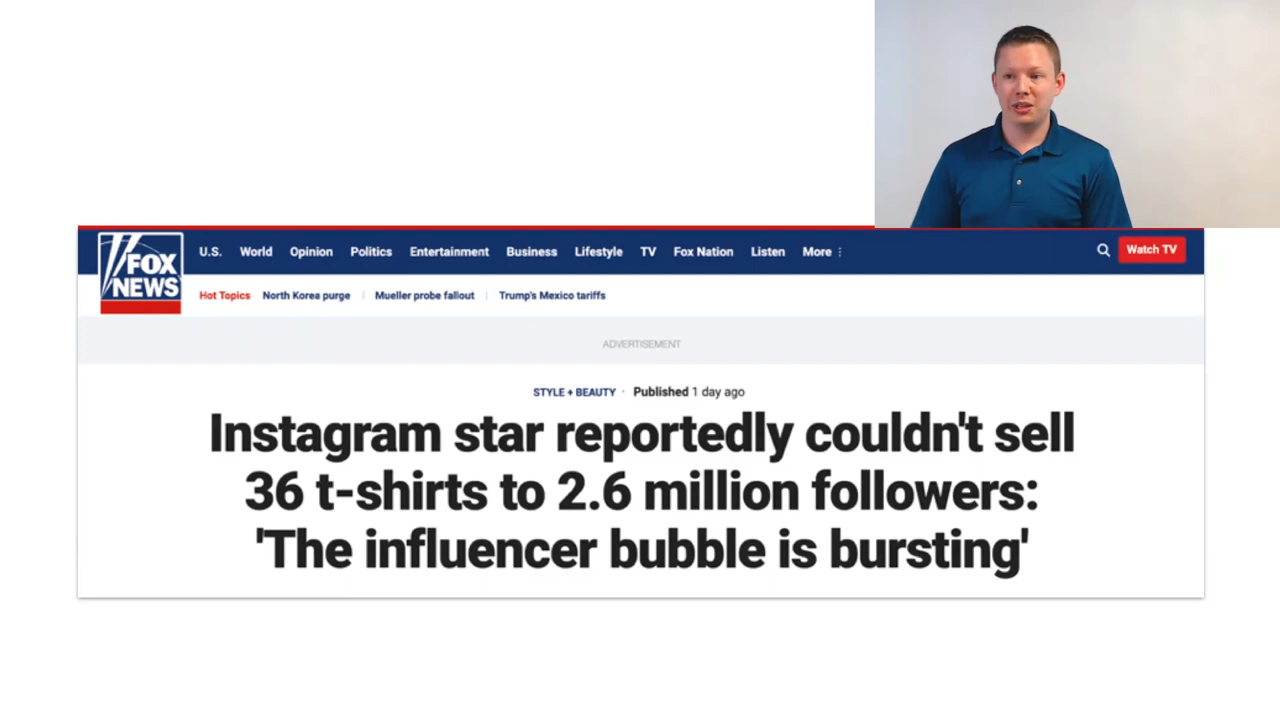 FOX
NEWS
U.S. World Opinion Politics Entertainment Business Lifestyle TV Fox Nation Listen More Watch TV
Hot Topics North Korea purge Mueller probe fallout Trump's Mexico tariffs
ADVERTISEMENT
STYLE + BEAUTY · Published 1 day ago
Instagram star reportedly couldn't sell
36 t-shirts to 2.6 million followers:
'The influencer bubble is bursting'